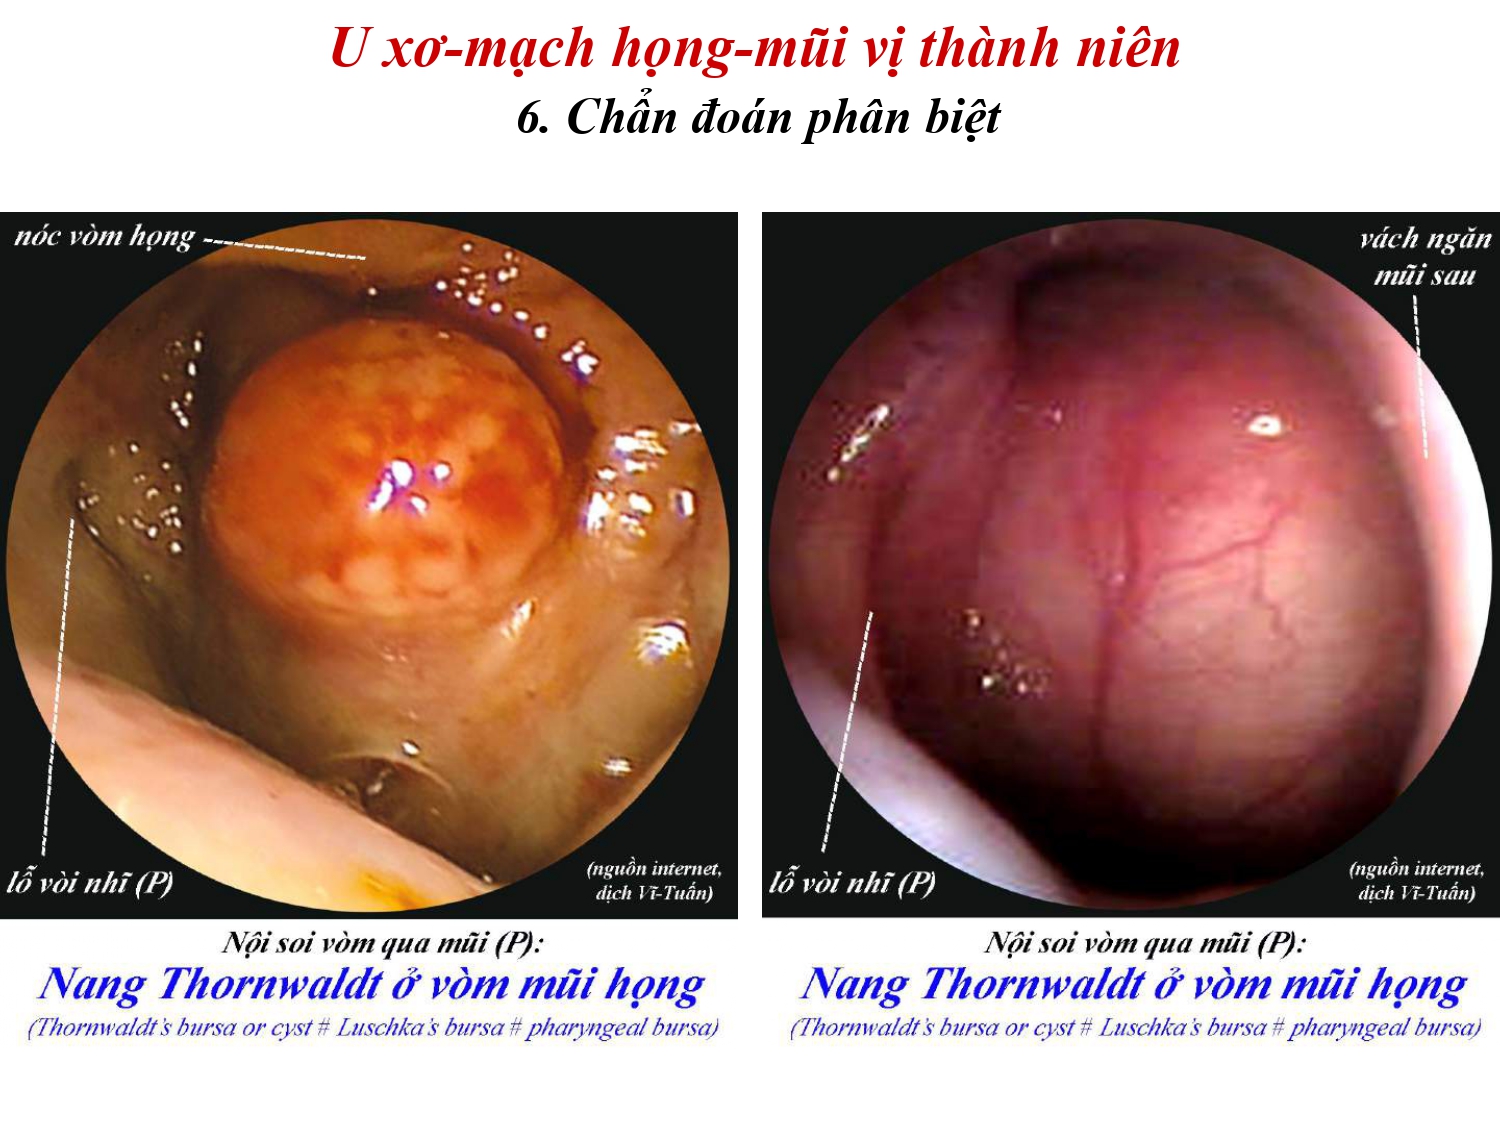 U xơ-mạch họng-mũi vị thành niên
6. Chẩn đoán phân biệt
nóc vòm họng
lỗ vòi nhĩ (P)
(nguồn internet,
dịch Vĩ-Tuấn)
Nội soi vòm qua mũi (P):
Nang Thornwaldt ở vòm mũi họng
(Thornwaldt's bursa or cyst # Luschka's bursa # pharyngeal bursa)
vách ngăn
mũi sau
lỗ vòi nhĩ (P)
(nguồn internet,
dịch Vĩ-Tuấn)
Nội soi vòm qua mũi (P):
Nang Thornwaldt ở vòm mũi họng
(Thornwaldt's bursa or cyst # Luschka's bursa # pharyngeal bursa)